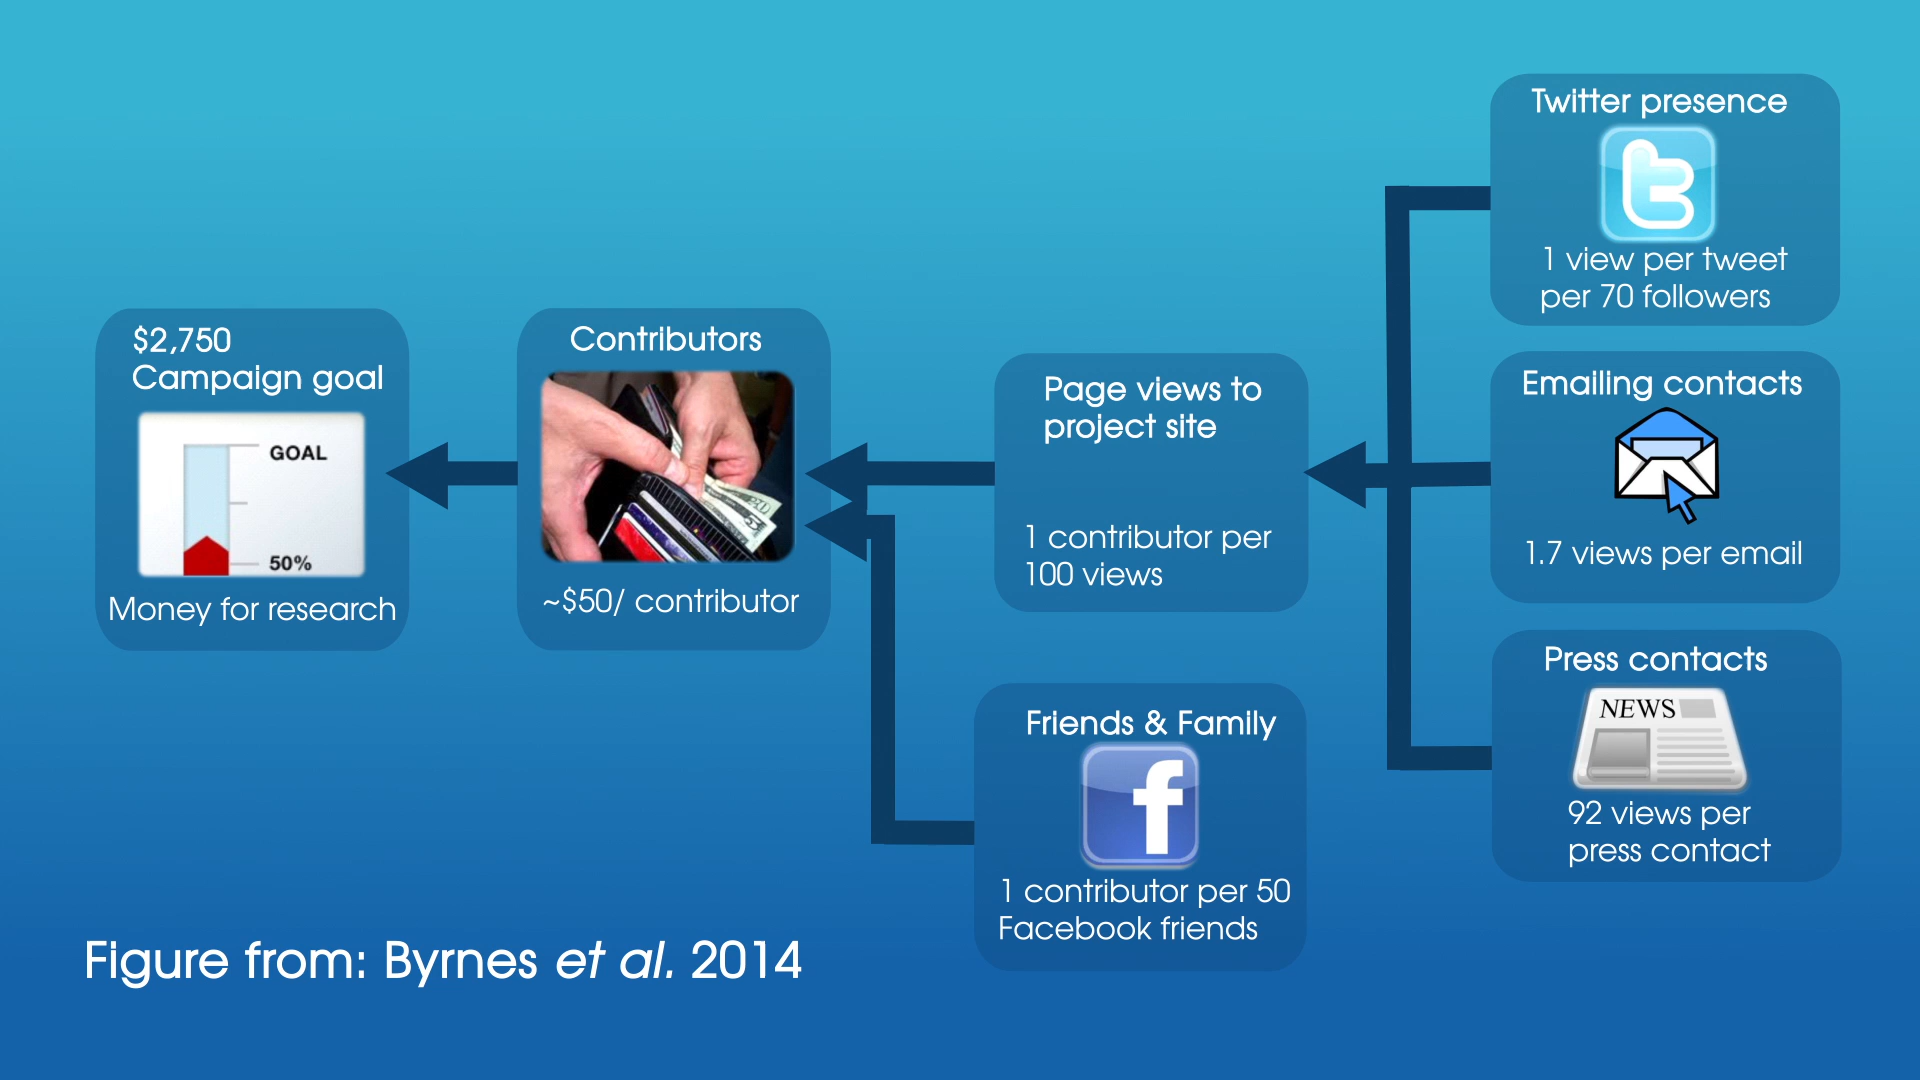 $2,750
Campaign goal
GOAL
50%
Money for research
Contributors
~$50/ contributor
Page views to
project site
1 contributor per
100 views
Friends & Family
f
1 contributor per 50
Facebook friends
Twitter presence
t
1 view per tweet
per 70 followers
Emailing contacts
1.7 views per email
Press contacts
NEWS
92 views per
press contact
Figure from: Byrnes et al. 2014